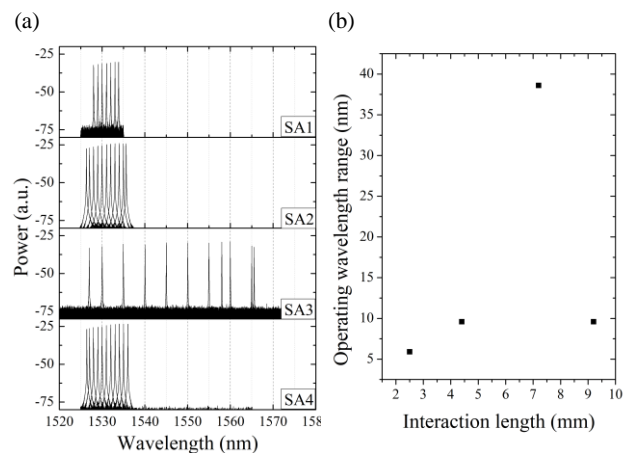 (a)
(b)
-25
-50
-75
SA1
-25
-50
-75
SA2
-25
-50
-75
SA3
-25
-50
-75
SA4
Power (a.u.)
1520 1530 1540 1550 1560 1570 158
Wavelength (nm)
40
35
30
25
20
15
10
5
Operating wavelength range (nm)
2 3 4 5 6 7 8 9 10
Interaction length (mm)